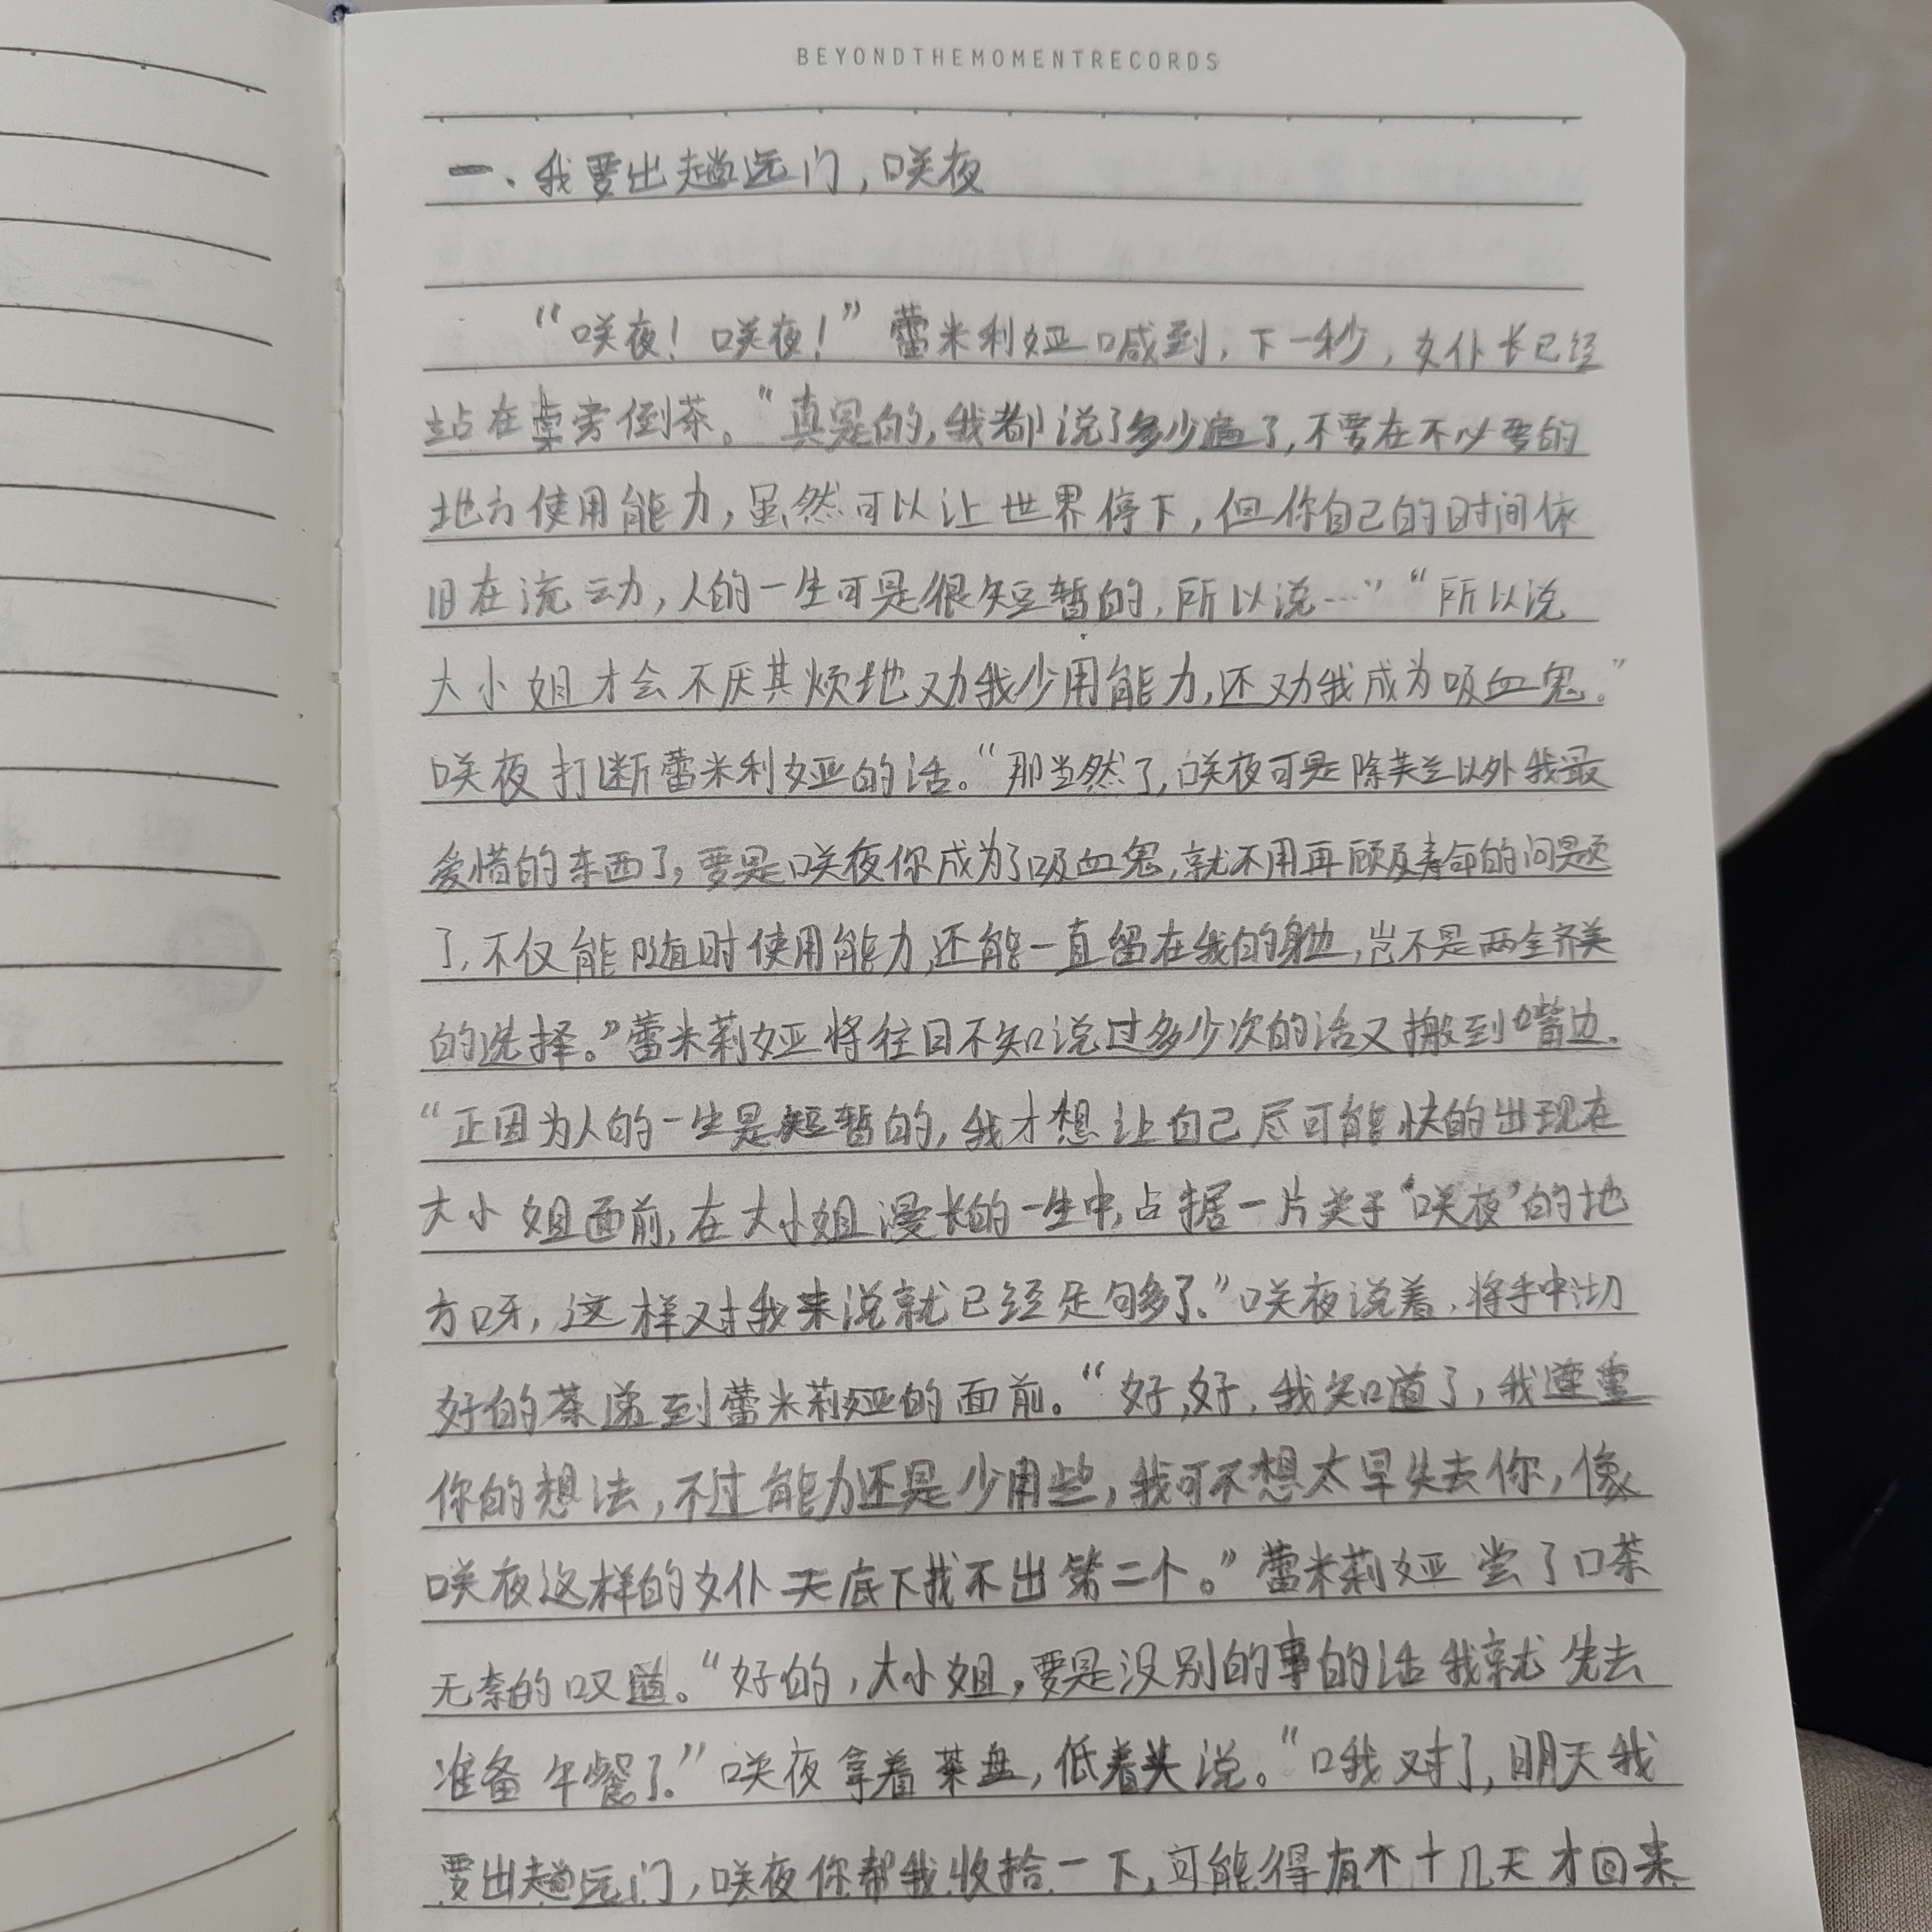 BEYONDTHEMOMENTRECORDS
一、我要出趟远门，咲夜
“咲夜！咲夜！”蕾米利娅喊到，下一秒，女仆长已经
站在桌旁倒茶。“真是的，我都说了多少遍了，不要在不必要的
地方使用能力，虽然可以让世界停下，但你自己的时间依
旧在流动，人的一生可是很短暂的，所以说…”“所以说
大小姐才会不厌其烦地劝我少用能力，还劝我成为吸血鬼。”
咲夜打断蕾米利娅的话。“那当然了，咲夜可是除芙兰以外我最
爱惜的东西了，要是咲夜你成为了吸血鬼，就不用再顾及寿命的问题
了，不仅能随时使用能力，还能一直留在我的身边，岂不是两全齐美
的选择。”蕾米莉娅将往日不知说过多少次的话又搬到嘴边。
“正因为人的一生是短暂的，我才想让自己尽可能快的出现在
大小姐面前，在大小姐漫长的一生中，占据一片关于“咲夜”的地
方呀，这样对我来说就已经足够了。”咲夜说着，将手中沏
好的茶递到蕾米莉娅的面前。“好，好，我知道了，我遵重
你的想法，不过能力还是少用些，我可不想太早失去你，像
咲夜这样的女仆天底下找不出第二个。”蕾米莉娅尝了口茶
无奈的叹道。“好的，大小姐，要是没别的事的话我就先去
准备午餐了。”咲夜拿着茶盘，低着头说。“哦对了，明天我
要出趟远门，咲夜你帮我收拾一下，可能得有个十几天才回来